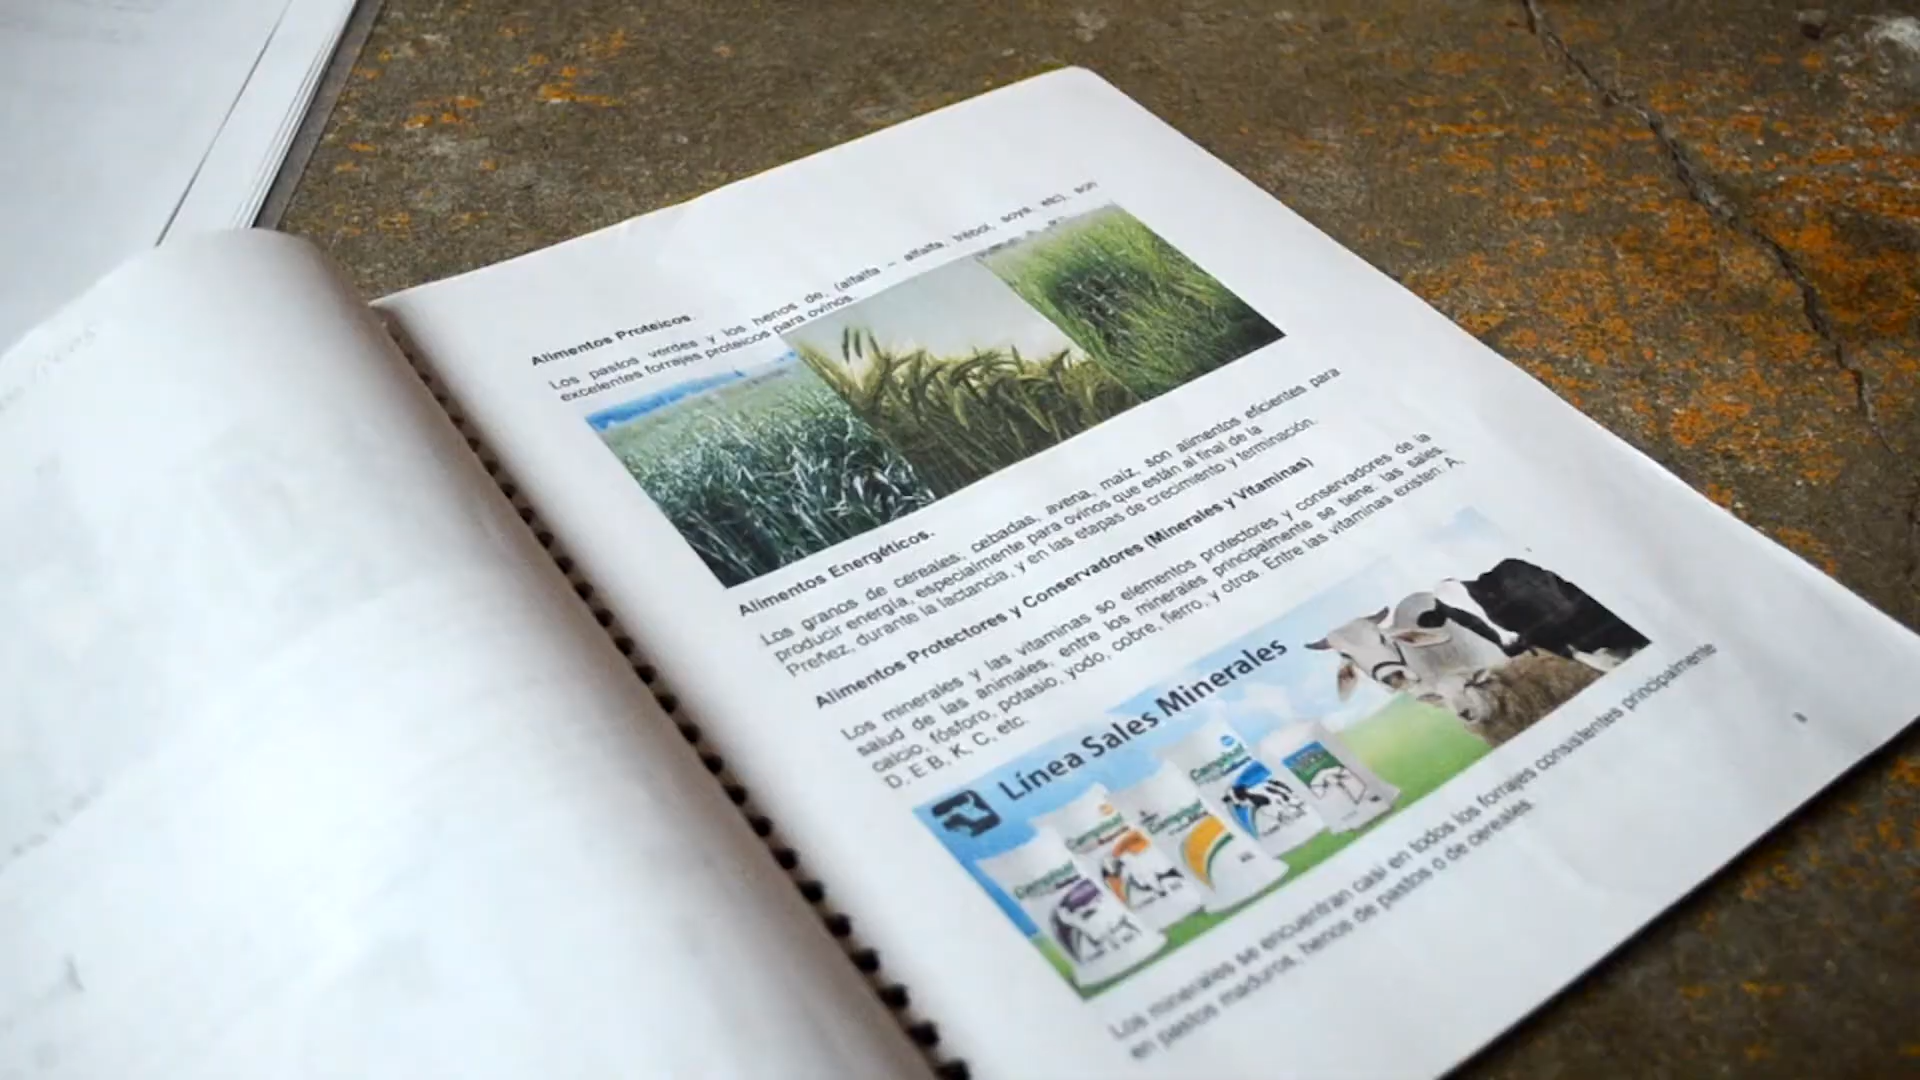 Alimentos Proteicos.
Los pastos verdes y los henos de, (alfalfa – alfalfa, trébol, soya, etc), son
excelentes forrajes proteicos para ovinos.
Alimentos Energéticos.
Los granos de cereales, cebadas, avena, maíz, son alimentos eficientes para
producir energía, especialmente para ovinos que están al final de la
Preñez, durante la lactancia, y en las etapas de crecimiento y terminación.
Alimentos Protectores y Conservadores (Minerales y Vitaminas)
Los minerales y las vitaminas so elementos protectores y conservadores de la
salud de las animales, entre los minerales principalmente se tiene: las sales,
calcio, fósforo, potasio, yodo, cobre, fierro, y otros. Entre las vitaminas existen: A,
D, E B, K, C, etc.
Línea Sales Minerales
Los minerales se encuentran casi en todos los forrajes consistentes principalmente
en pastos maduros, henos de pastos o de cereales.